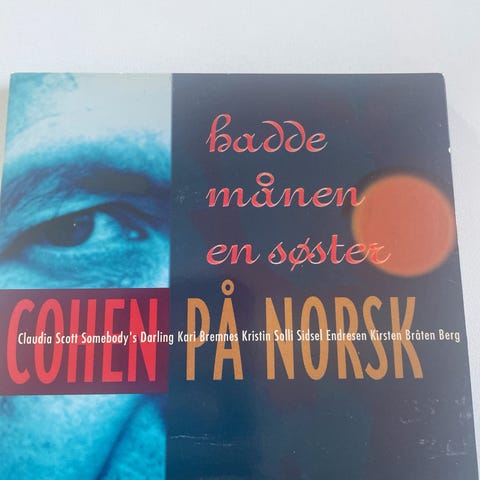 hadde
månen
en søster
COHEN PÅ NORSK
Claudia Scott Somebody's Darling Kari Bremnes Kristin Solli Sidsel Endresen Kirsten Bråten Berg